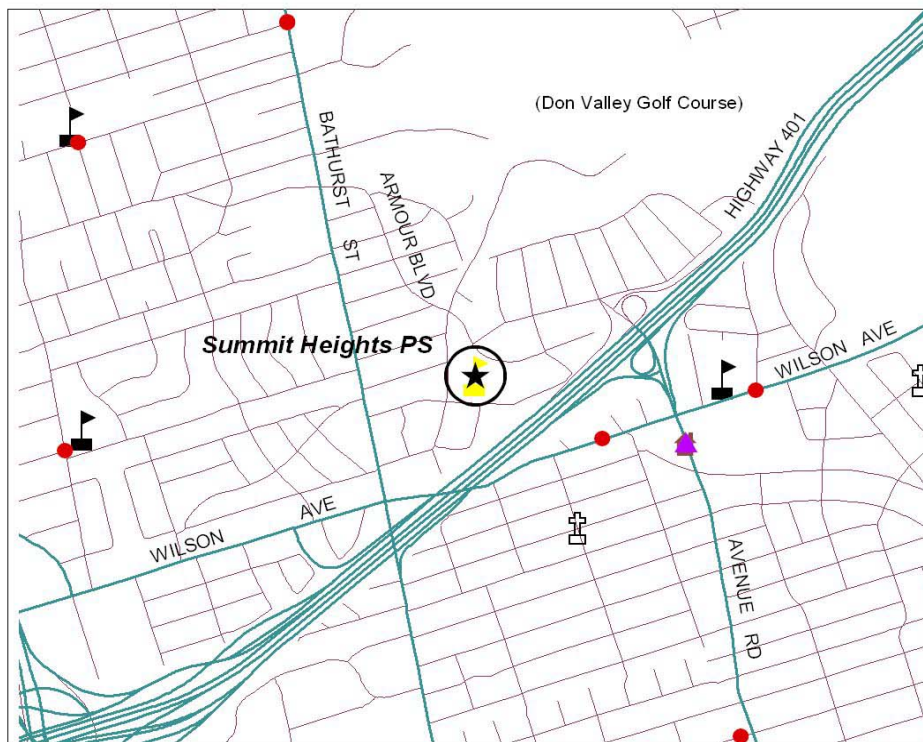 (Don Valley Golf Course)
HIGHWAY 401
BATHURST ST
ARMOUR BLVD
Summit Heights PS
WILSON AVE
WILSON AVE
AVENUE RD